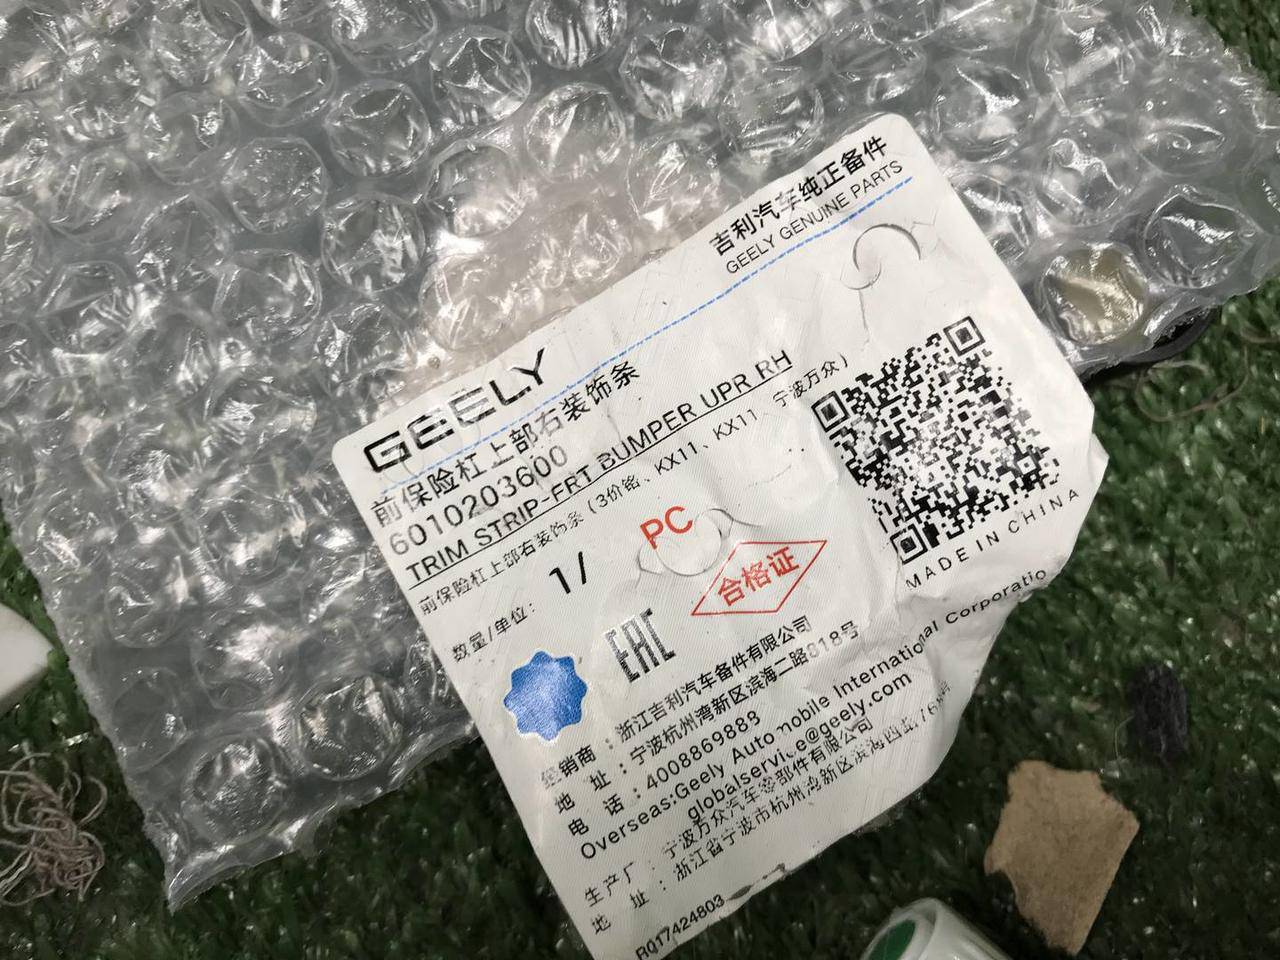 吉利汽车纯正备件
GEELY GENUINE PARTS
GEELY
前保险杠上部右装饰条
6010203600
TRIM STRIP-FRT BUMPER UPR RH
前保险杠上部右装饰条(3价铬、KX11、KX11 宁波万众)
数量/单位: 1/
PC
合格证
EAC
MADE IN CHINA
经销商:浙江吉利汽车备件有限公司
地 址:宁波杭州湾新区滨海二路818号
电 话:4008869888
Overseas:Geely Automobile International Corporatio
globalservice@geely.com
生产厂:宁波万众汽车零部件有限公司
地 址:浙江省宁波市杭州湾新区滨海四路
R017424803